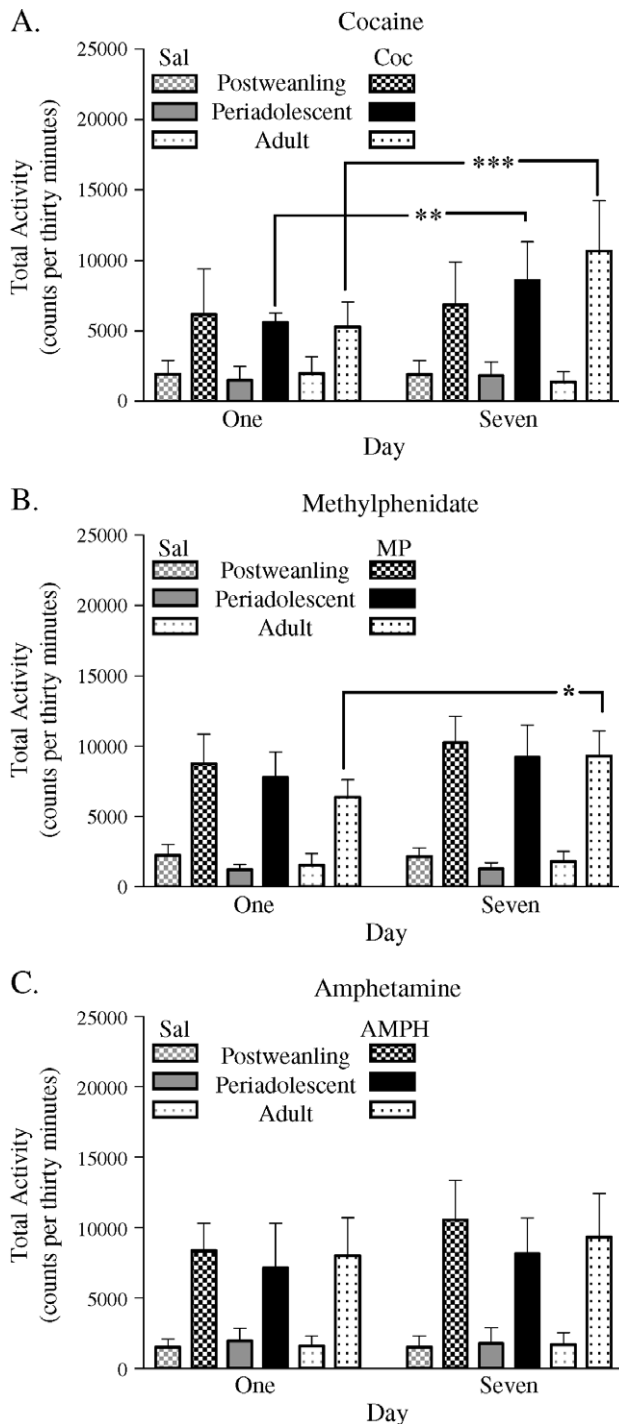 A.
Cocaine
Total Activity
(counts per thirty minutes)
25000
20000
15000
10000
5000
0
Sal Coc
Postweanling
Periadolescent
Adult
***
**
One Seven
Day
B.
Methylphenidate
Total Activity
(counts per thirty minutes)
25000
20000
15000
10000
5000
0
Sal MP
Postweanling
Periadolescent
Adult
*
One Seven
Day
C.
Amphetamine
Total Activity
(counts per thirty minutes)
25000
20000
15000
10000
5000
0
Sal AMPH
Postweanling
Periadolescent
Adult
One Seven
Day